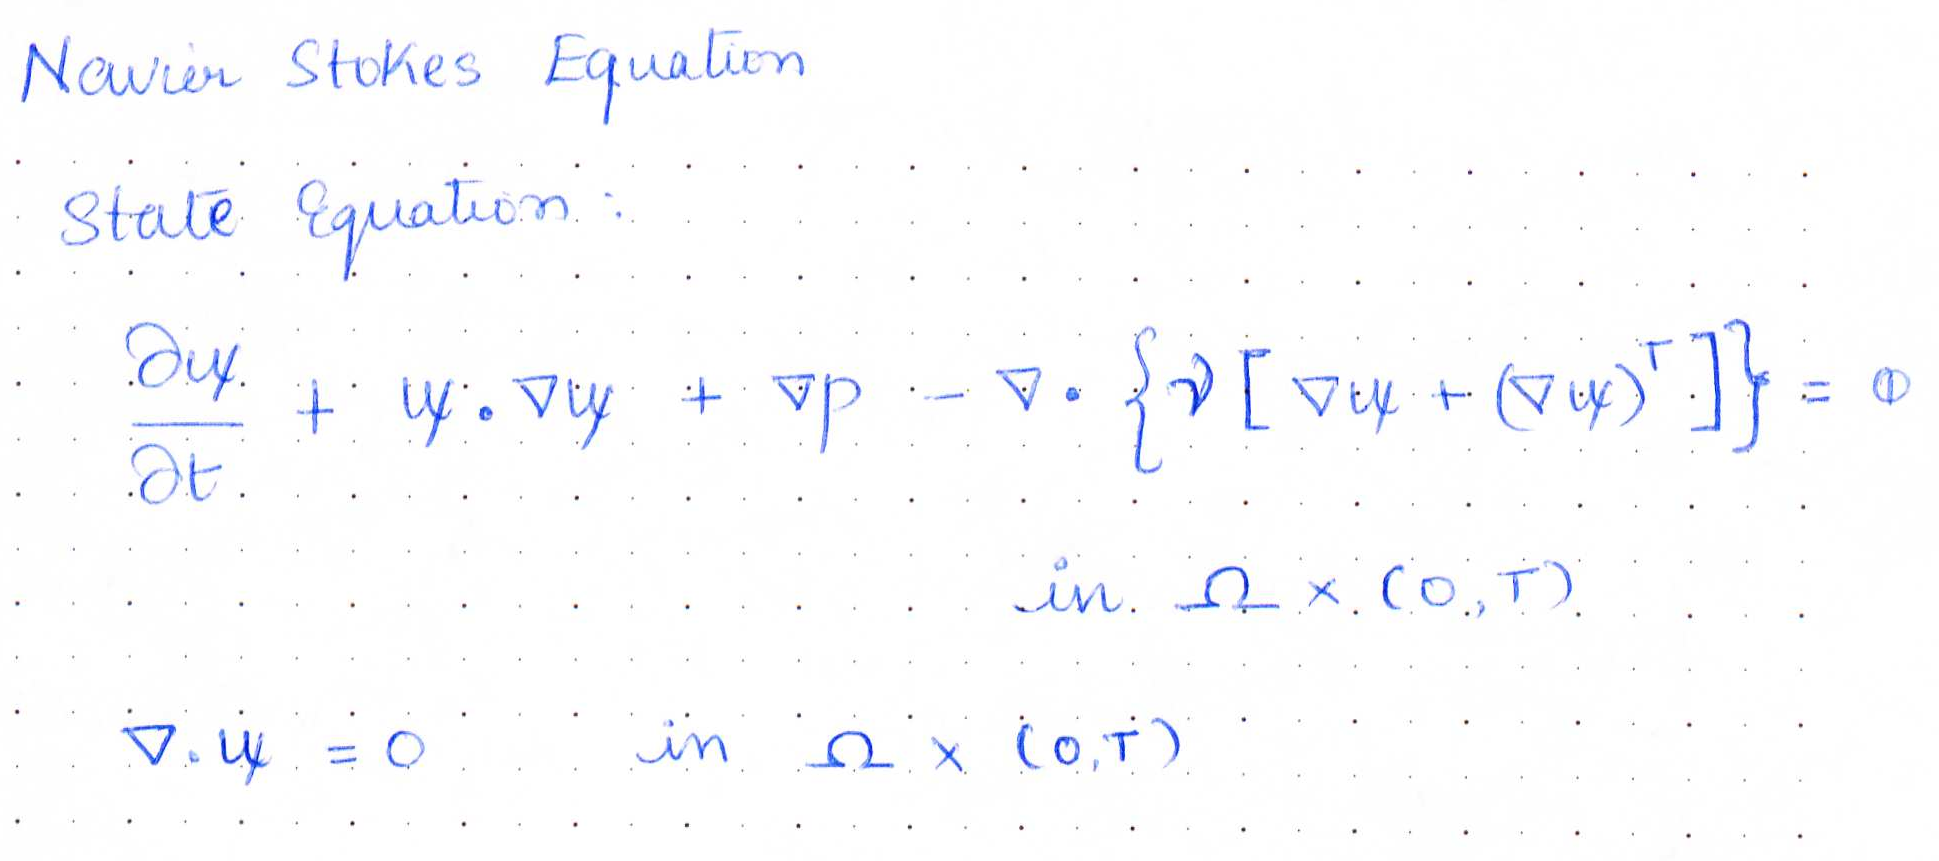 Navier Stokes Equation
State Equation:
∂𝕦/∂t + 𝕦 · ∇𝕦 + ∇p − ∇ · {ν[∇𝕦 + (∇𝕦)ᵀ]} = 𝟘
in Ω × (0,T)
∇.𝕦 = 0 in Ω × (0,T)